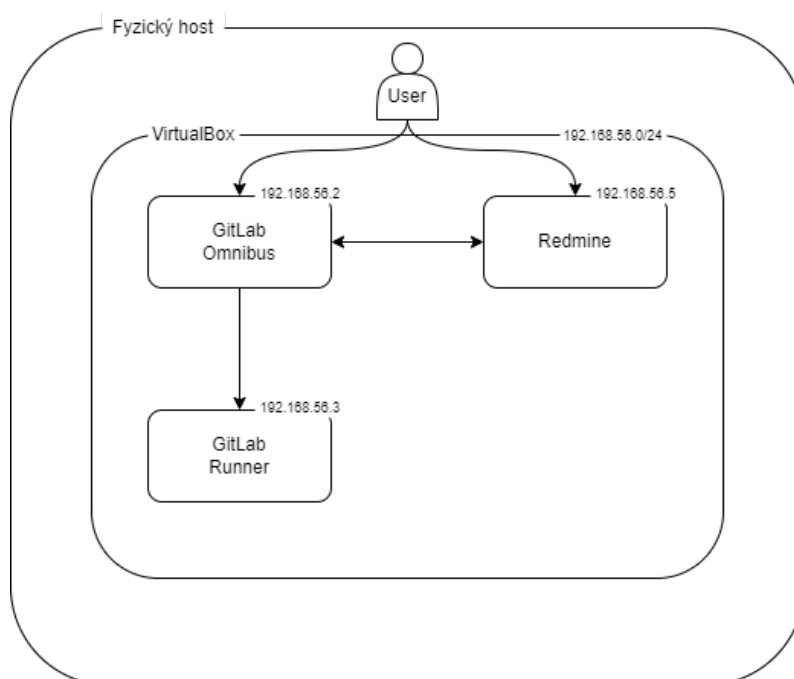 Fyzický host
User
VirtualBox
192.168.56.0/24
192.168.56.2
192.168.56.5
GitLab
Omnibus
Redmine
192.168.56.3
GitLab
Runner